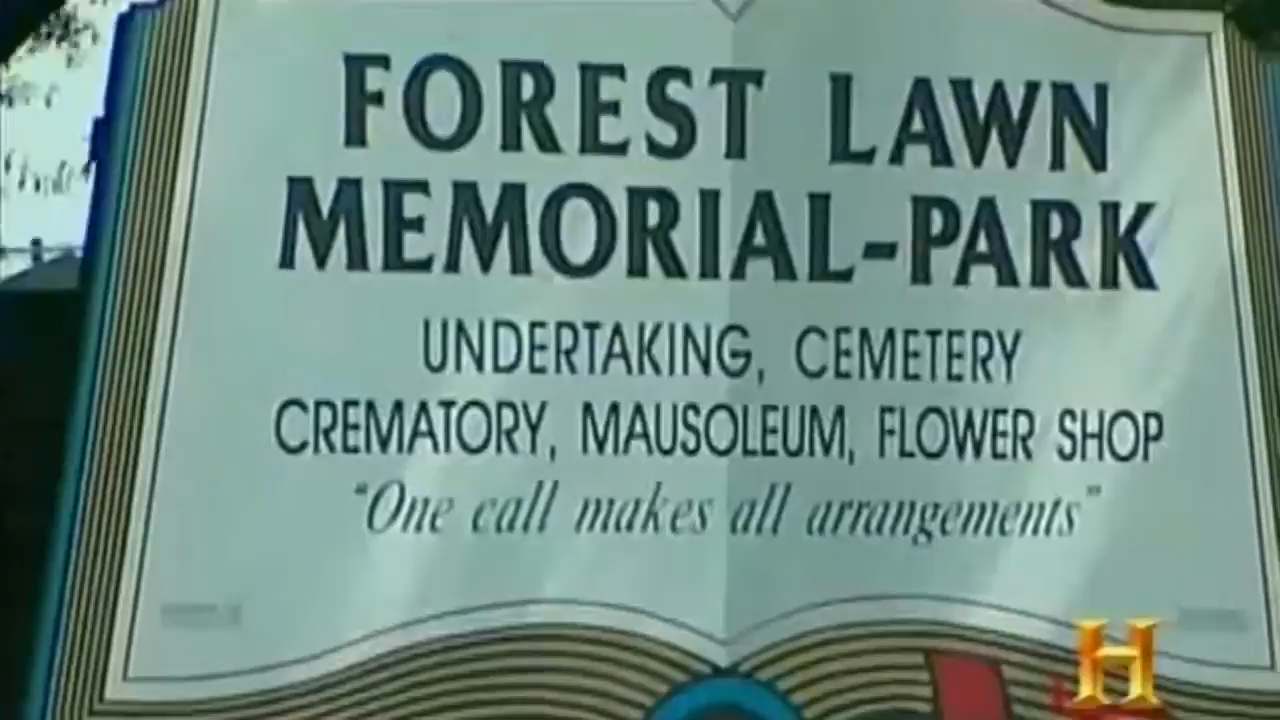 FOREST LAWN
MEMORIAL-PARK
UNDERTAKING, CEMETERY
CREMATORY, MAUSOLEUM, FLOWER SHOP
"One call makes all arrangements"
H